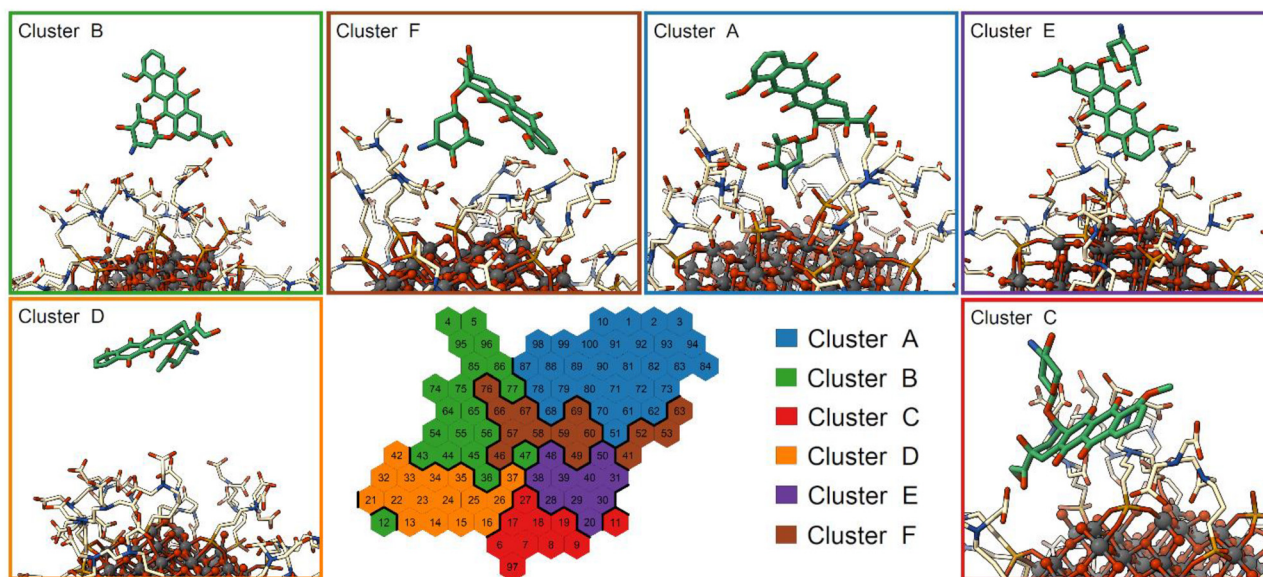 Cluster B
Cluster F
Cluster A
Cluster E
Cluster D
Cluster C
4 5 10 1 2 3
95 96 98 99 100 91 92 93 94
85 86 87 88 89 90 81 82 83 84
74 75 76 77 78 79 80 71 72 73
64 65 66 67 68 69 70 61 62 63
54 55 56 57 58 59 60 51 52 53
42 43 44 45 46 47 48 49 50 41
32 33 34 35 36 37 38 39 40 31
21 22 23 24 25 26 27 28 29 30
12 13 14 15 16 17 18 19 20 11
6 7 8 9
97
Cluster A
Cluster B
Cluster C
Cluster D
Cluster E
Cluster F